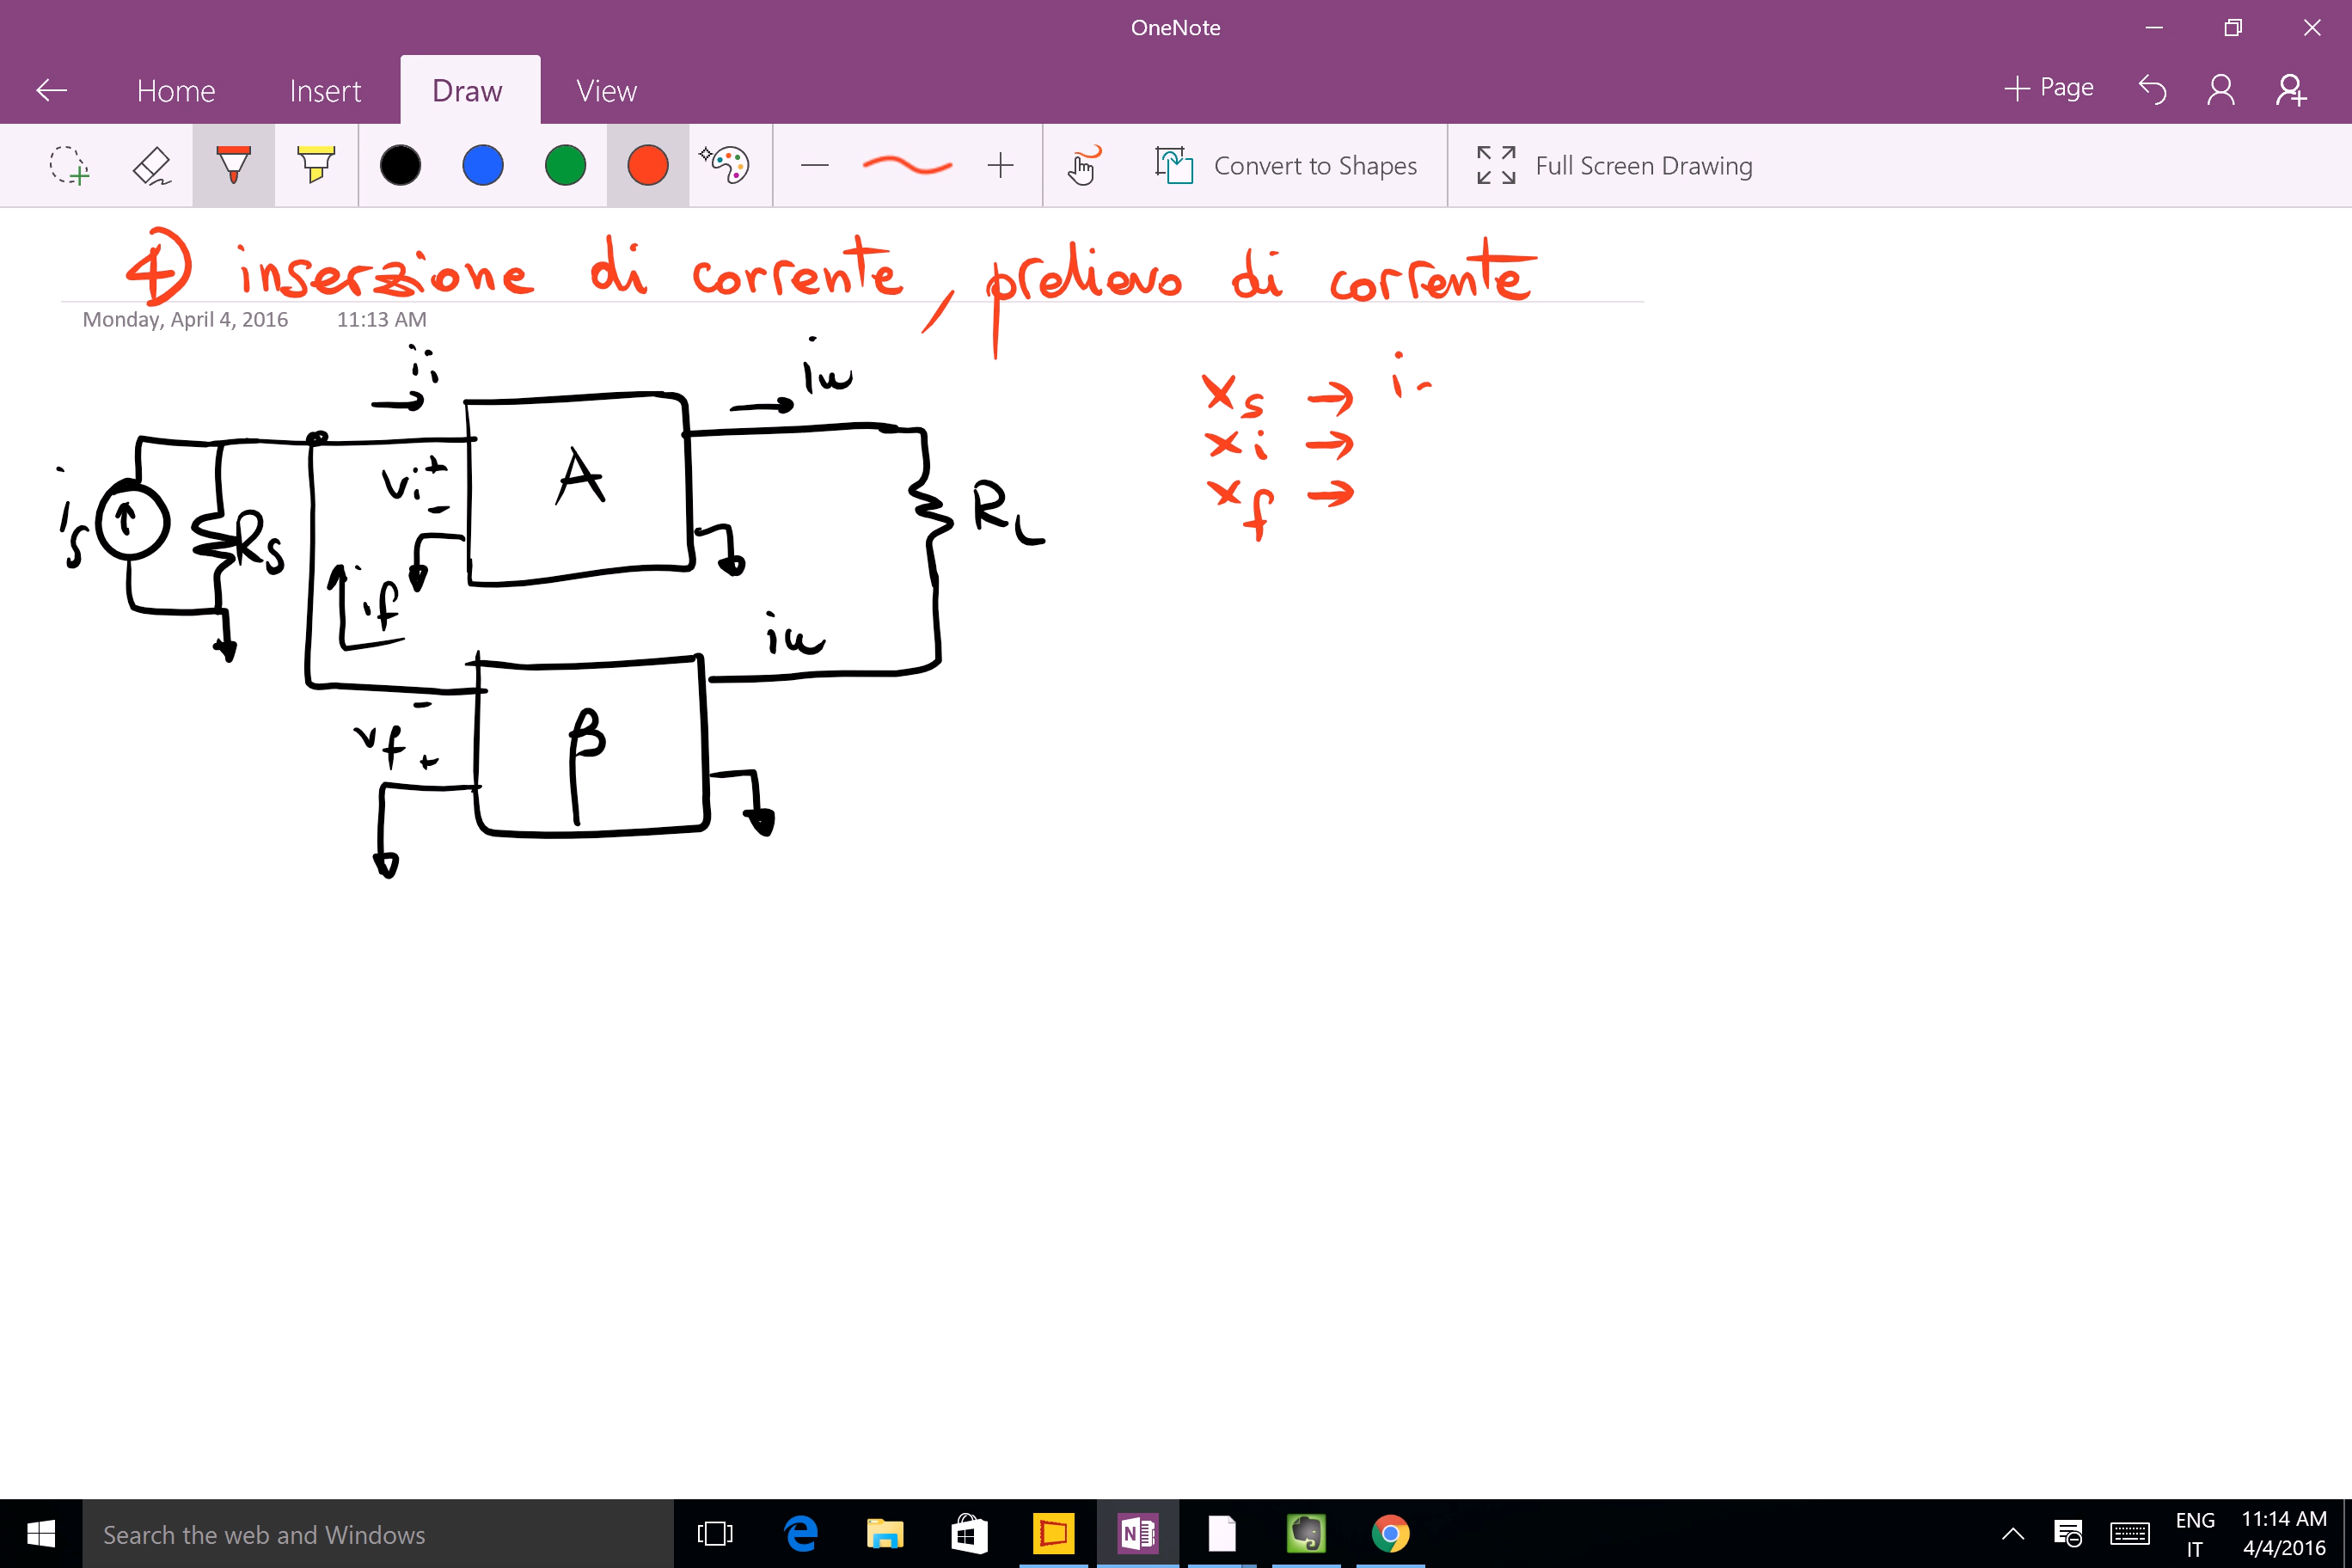 OneNote
Home Insert Draw View + Page
Convert to Shapes Full Screen Drawing
4) inserzione di corrente, prelievo di corrente
Monday, April 4, 2016 11:13 AM
ii
iu
xs → i
xi →
xf →
is
Rs
vi + -
A
RL
if
iu
vf - +
β
Search the web and Windows
ENG 11:14 AM
IT 4/4/2016